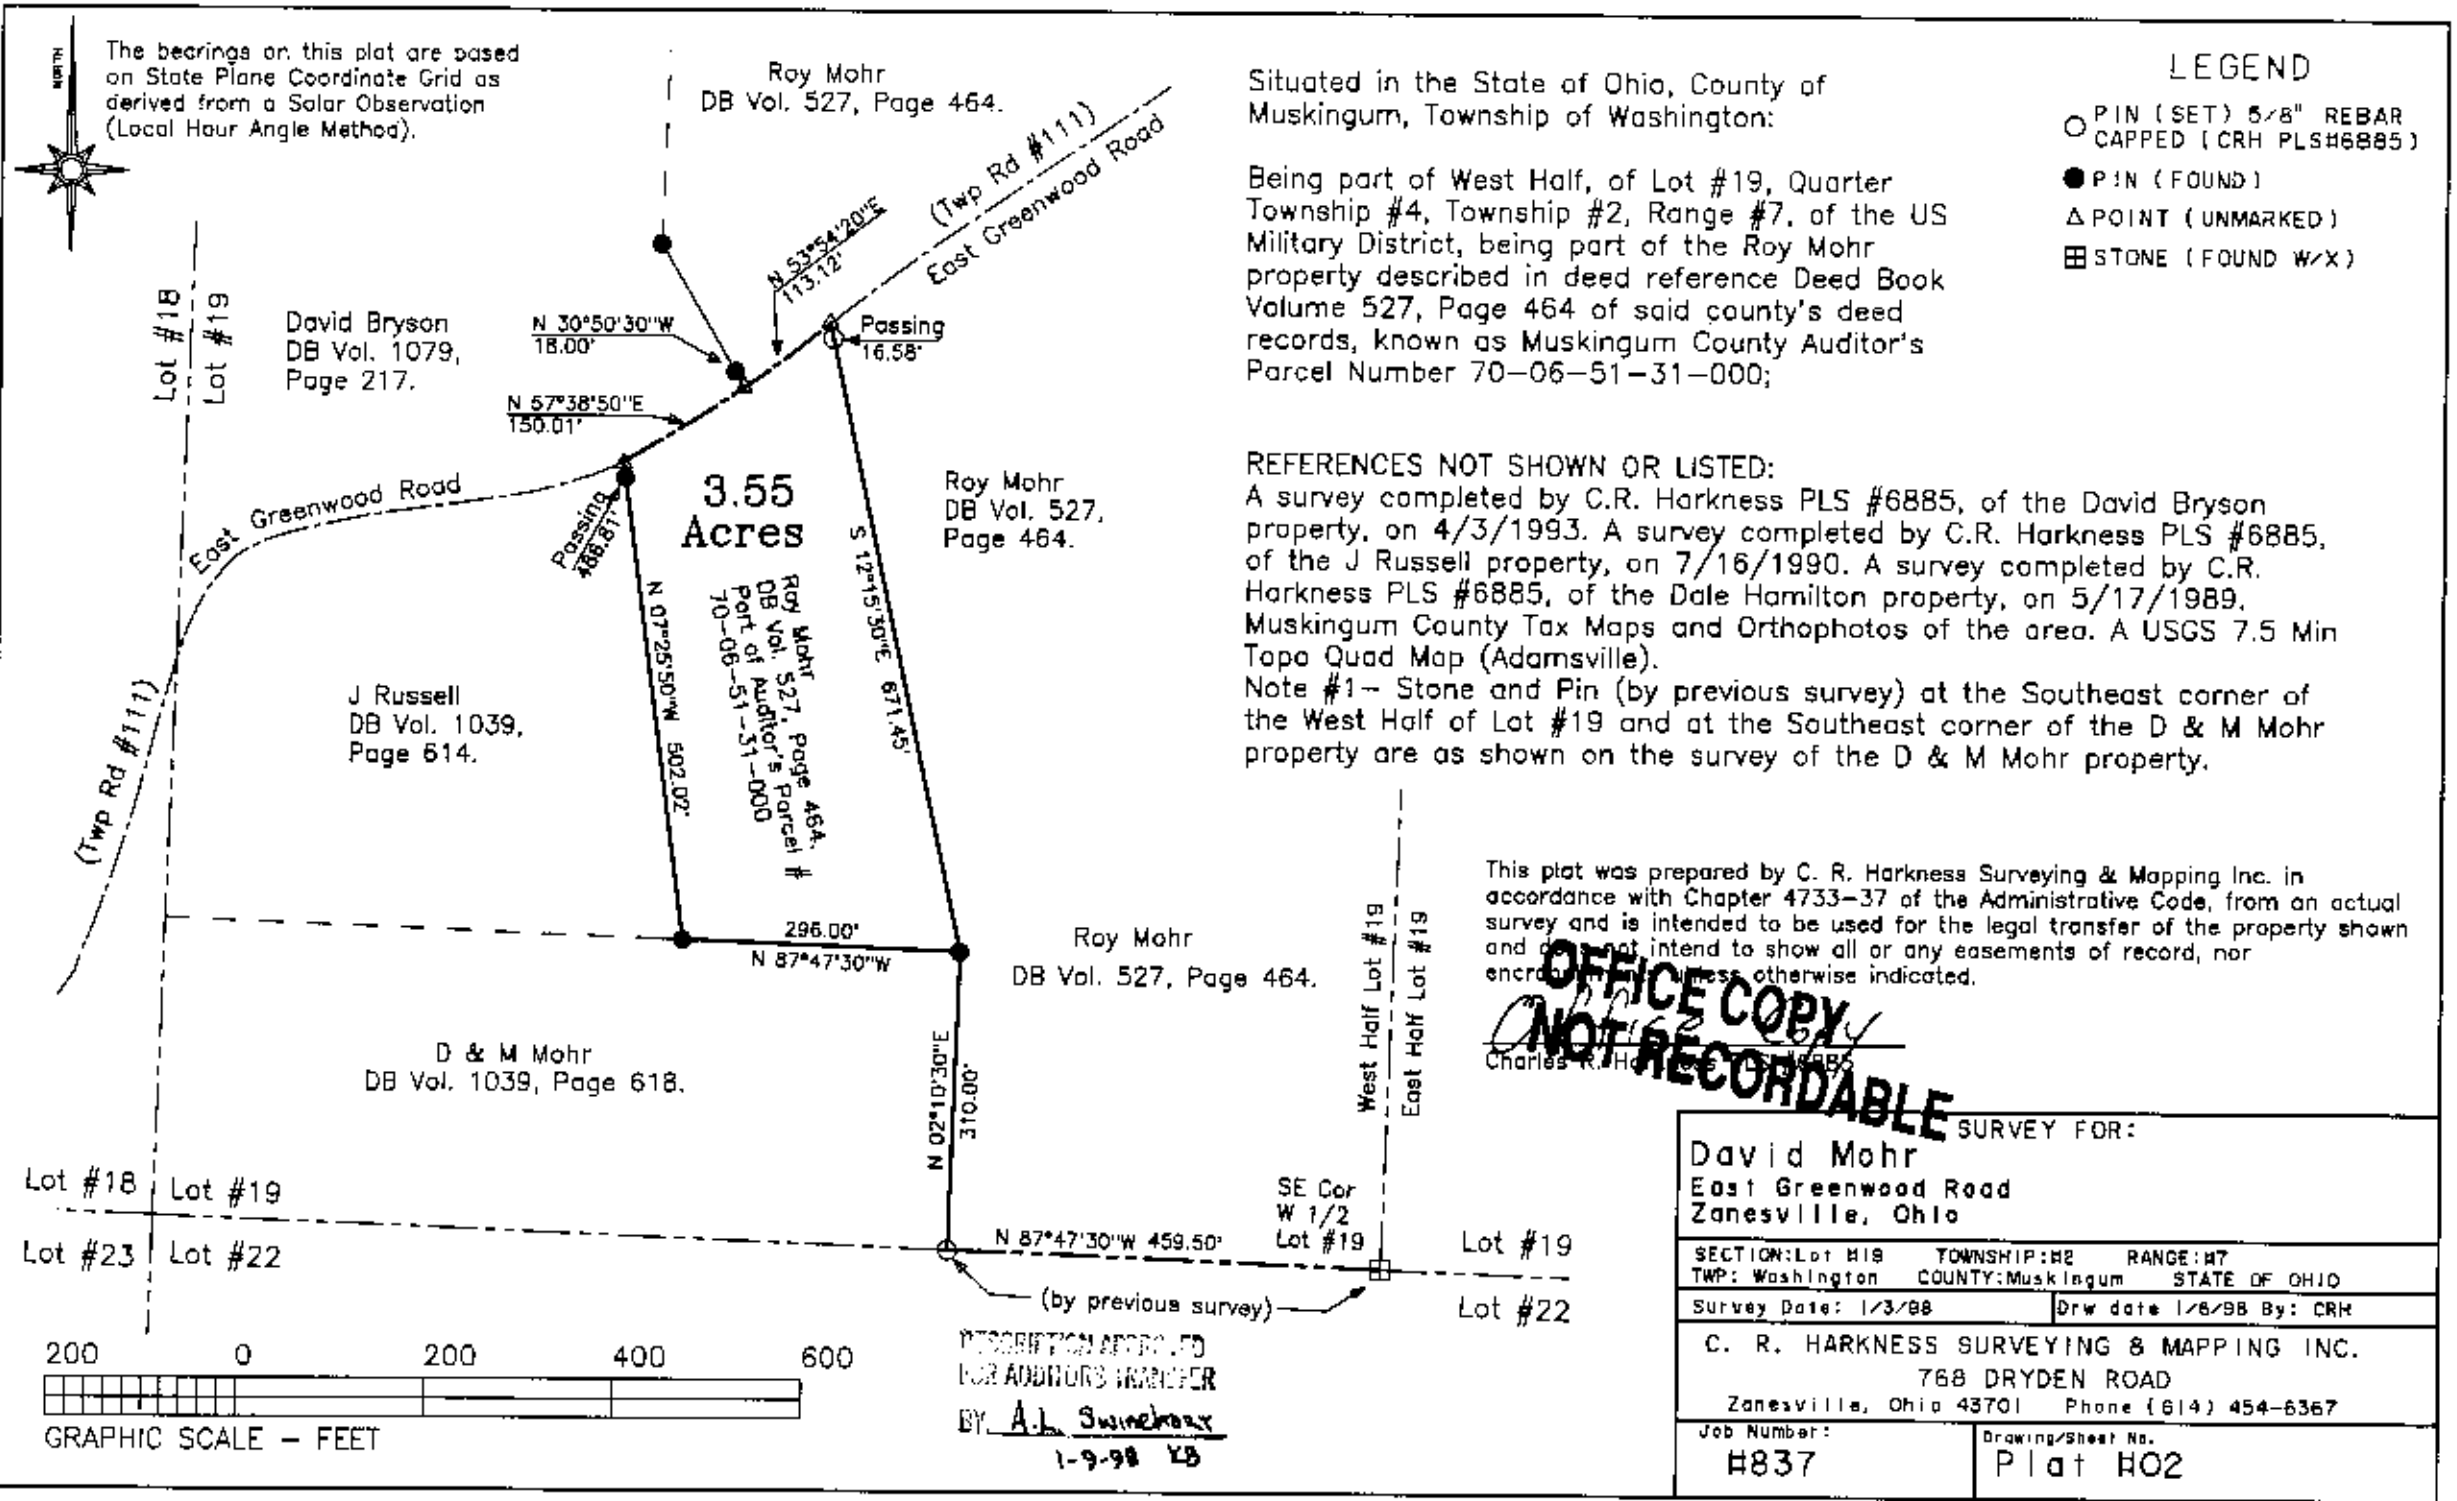 NORTH
The bearings on this plat are based
on State Plane Coordinate Grid as
derived from a Solar Observation
(Local Hour Angle Method).
Roy Mohr
DB Vol. 527, Page 464.
(Twp Rd #111)
East Greenwood Road
N 53°54'20"E
113.12'
Lot #18
Lot #19
David Bryson
DB Vol. 1079,
Page 217.
N 30°50'30"W
18.00'
Passing
16.58'
N 57°38'50"E
150.01'
East Greenwood Road
Passing
486.81'
3.55
Acres
Roy Mohr
DB Vol. 527,
Page 464.
S 12°15'30"E 671.45'
N 07°25'50"W 502.02'
Roy Mohr
DB Vol. 527, Page 464.
Part of Auditor's Parcel #
70-06-51-31-000
(Twp Rd #111)
J Russell
DB Vol. 1039,
Page 614.
296.00'
N 87°47'30"W
Roy Mohr
DB Vol. 527, Page 464.
D & M Mohr
DB Vol. 1039, Page 618.
N 02°10'30"E
310.00'
West Half Lot #19
East Half Lot #19
Lot #18
Lot #19
Lot #23
Lot #22
N 87°47'30"W 459.50'
SE Cor
W 1/2
Lot #19
Lot #19
Lot #22
(by previous survey)
200 0 200 400 600
GRAPHIC SCALE - FEET
DESCRIPTION APPROVED
FOR AUDITORS TRANSFER
BY A.L.
1-9-98
Situated in the State of Ohio, County of
Muskingum, Township of Washington:
Being part of West Half, of Lot #19, Quarter
Township #4, Township #2, Range #7, of the US
Military District, being part of the Roy Mohr
property described in deed reference Deed Book
Volume 527, Page 464 of said county's deed
records, known as Muskingum County Auditor's
Parcel Number 70-06-51-31-000;
LEGEND
PIN (SET) 5/8" REBAR
CAPPED (CRH PLS#6885)
PIN (FOUND)
POINT (UNMARKED)
STONE (FOUND W/X)
REFERENCES NOT SHOWN OR LISTED:
A survey completed by C.R. Harkness PLS #6885, of the David Bryson
property, on 4/3/1993. A survey completed by C.R. Harkness PLS #6885,
of the J Russell property, on 7/16/1990. A survey completed by C.R.
Harkness PLS #6885, of the Dale Hamilton property, on 5/17/1989.
Muskingum County Tax Maps and Orthophotos of the area. A USGS 7.5 Min
Topo Quad Map (Adamsville).
Note #1- Stone and Pin (by previous survey) at the Southeast corner of
the West Half of Lot #19 and at the Southeast corner of the D & M Mohr
property are as shown on the survey of the D & M Mohr property.
This plat was prepared by C. R. Harkness Surveying & Mapping Inc. in
accordance with Chapter 4733-37 of the Administrative Code, from an actual
survey and is intended to be used for the legal transfer of the property shown
and does not intend to show all or any easements of record, nor
otherwise indicated.
OFFICE COPY
NOT RECORDABLE
Charles R.
SURVEY FOR:
David Mohr
East Greenwood Road
Zanesville, Ohio
SECTION:Lot #19 TOWNSHIP:#2 RANGE:#7
TWP: Washington COUNTY:Muskingum STATE OF OHIO
Survey Date: 1/3/98
Drw date 1/6/98 By: CRH
C. R. HARKNESS SURVEYING & MAPPING INC.
768 DRYDEN ROAD
Zanesville, Ohio 43701 Phone (614) 454-6367
Job Number:
#837
Drawing/Sheet No.
Plat #02